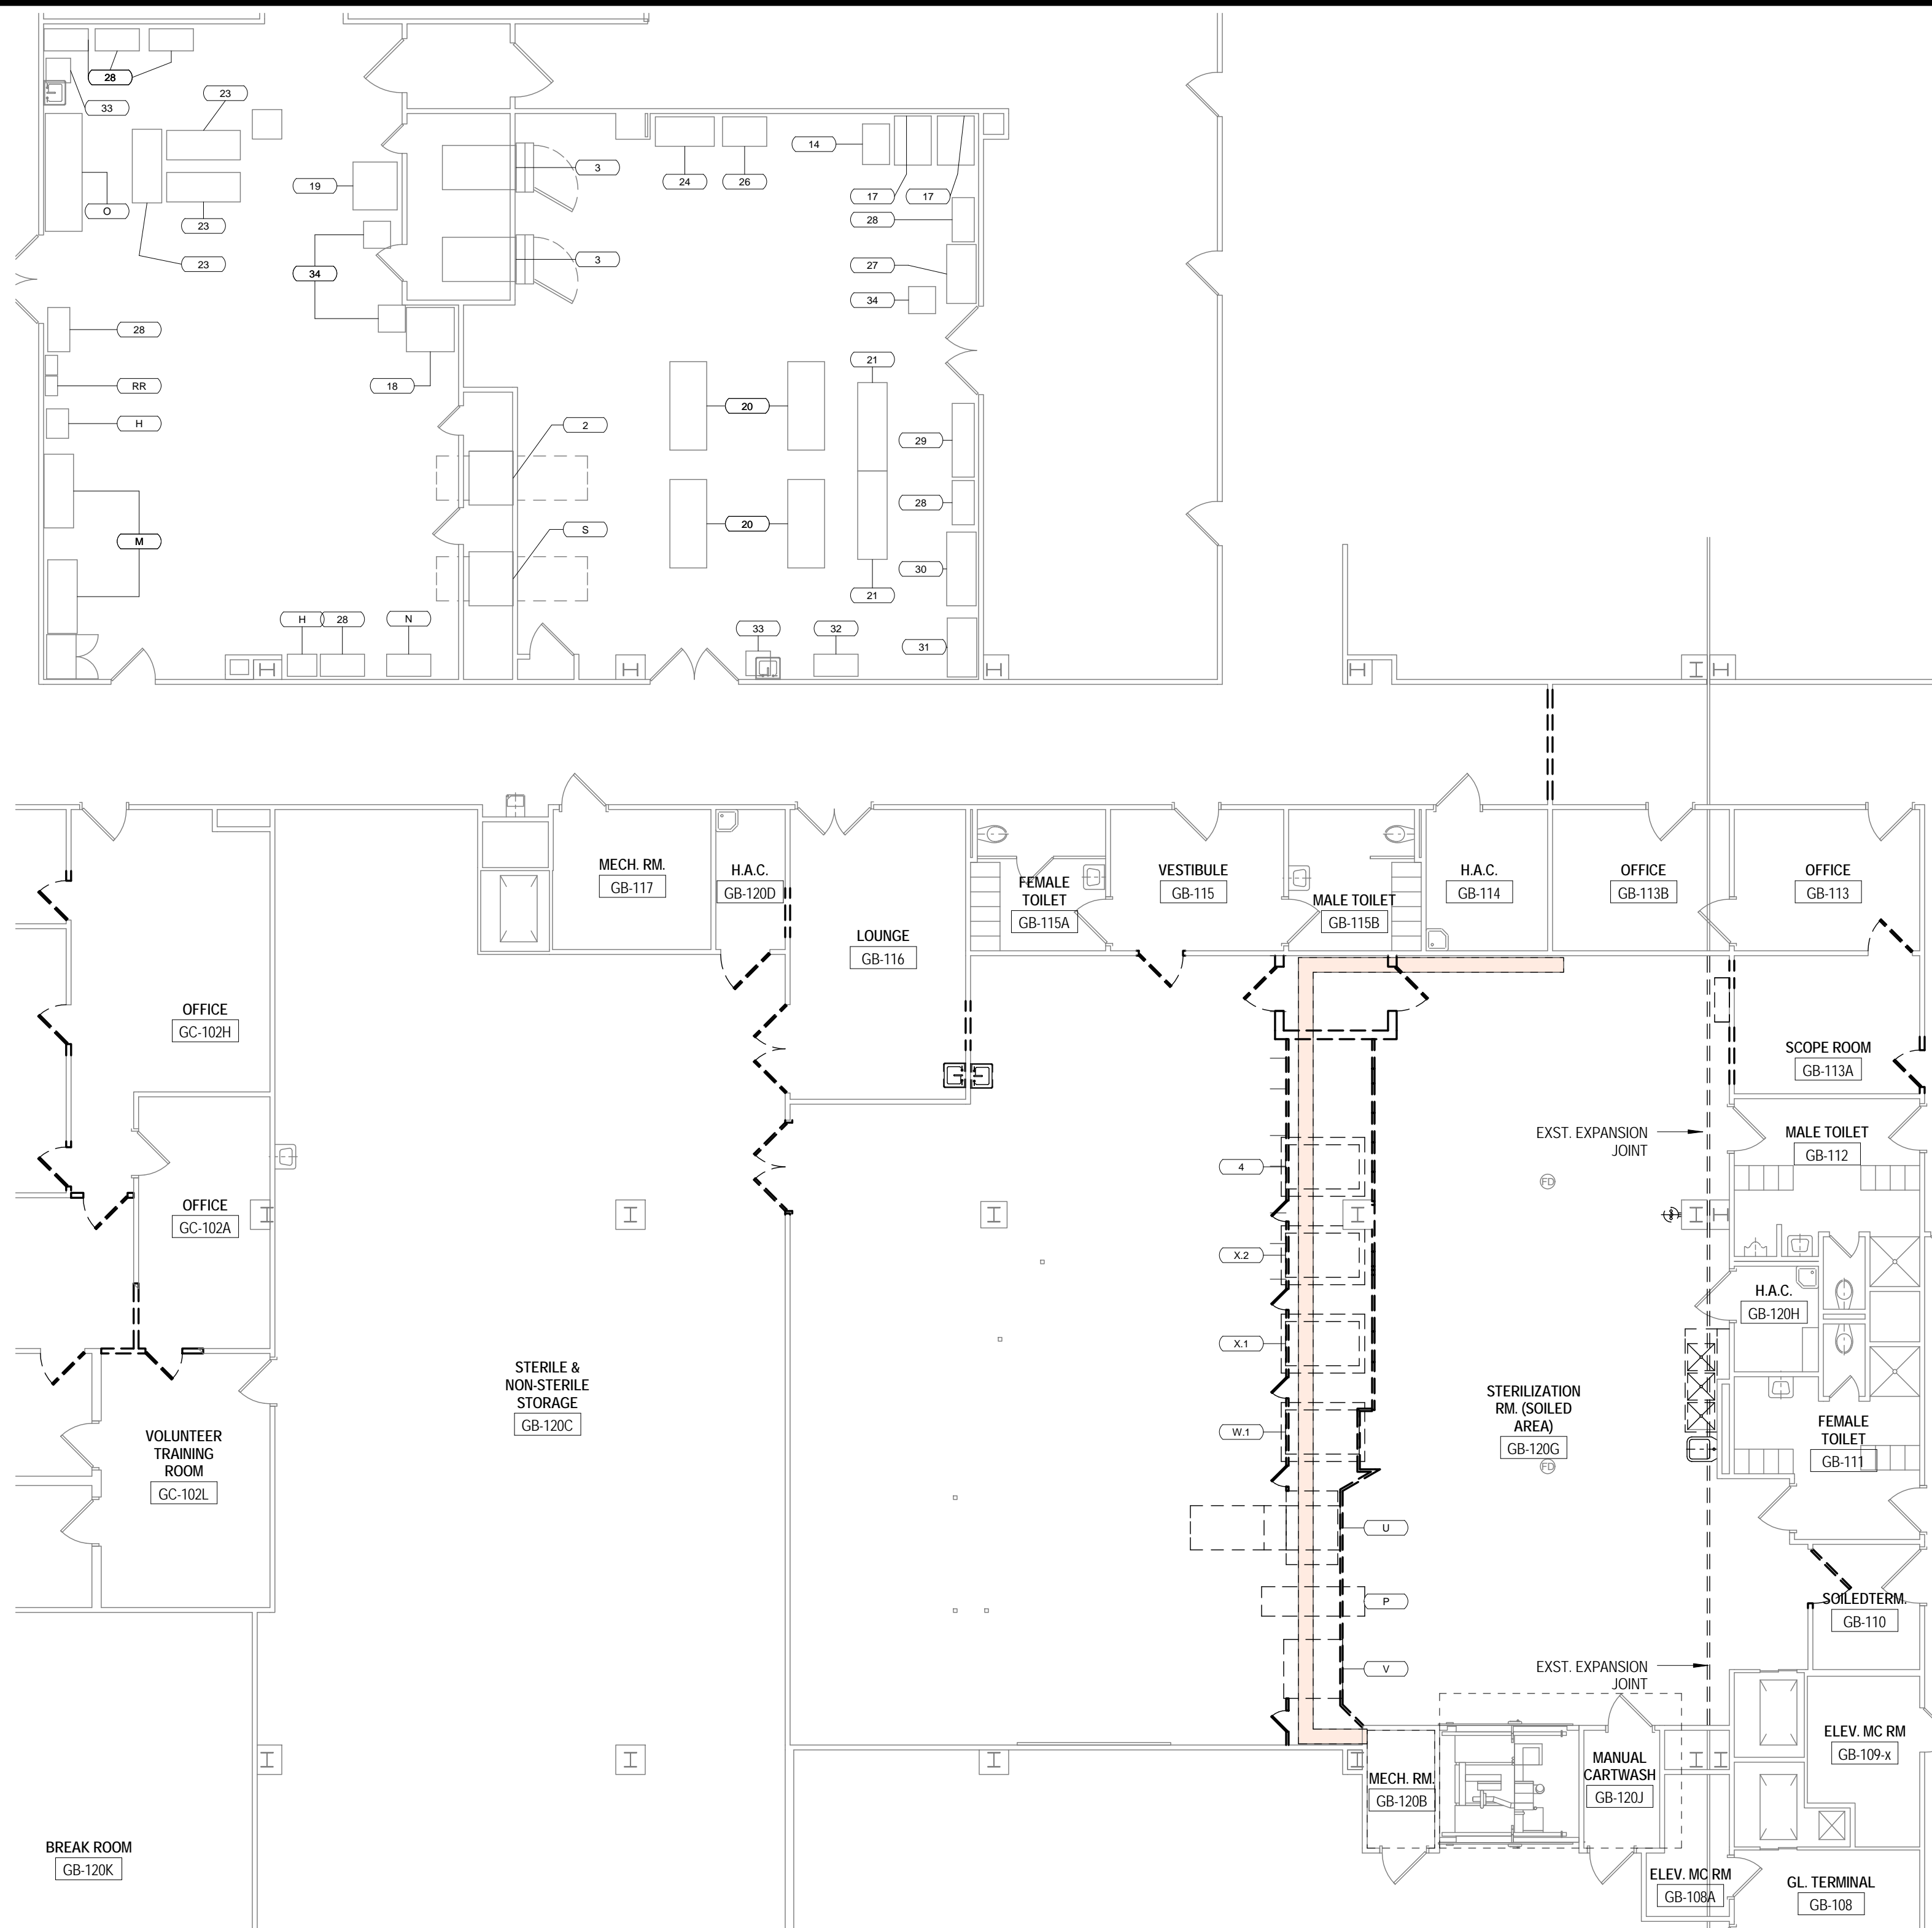 28
23
33
14
3
24
26
19
17
17
O
28
23
3
23
27
34
34
28
RR
21
18
20
H
2
29
28
20
S
M
30
21
H
28
N
33
32
31
MECH. RM.
GB-117
H.A.C.
GB-120D
FEMALE
TOILET
GB-115A
VESTIBULE
GB-115
MALE TOILET
GB-115B
H.A.C.
GB-114
OFFICE
GB-113B
OFFICE
GB-113
LOUNGE
GB-116
OFFICE
GC-102H
SCOPE ROOM
GB-113A
EXST. EXPANSION
JOINT
MALE TOILET
GB-112
4
FD
OFFICE
GC-102A
X.2
H.A.C.
GB-120H
X.1
STERILE &
NON-STERILE
STORAGE
GB-120C
STERILIZATION
RM. (SOILED
AREA)
GB-120G
FD
W.1
FEMALE
TOILET
GB-111
VOLUNTEER
TRAINING
ROOM
GC-102L
U
P
SOILEDTERM.
GB-110
V
EXST. EXPANSION
JOINT
ELEV. MC RM
GB-109-x
MECH. RM.
GB-120B
MANUAL
CARTWASH
GB-120J
BREAK ROOM
GB-120K
ELEV. MC RM
GB-108A
GL. TERMINAL
GB-108